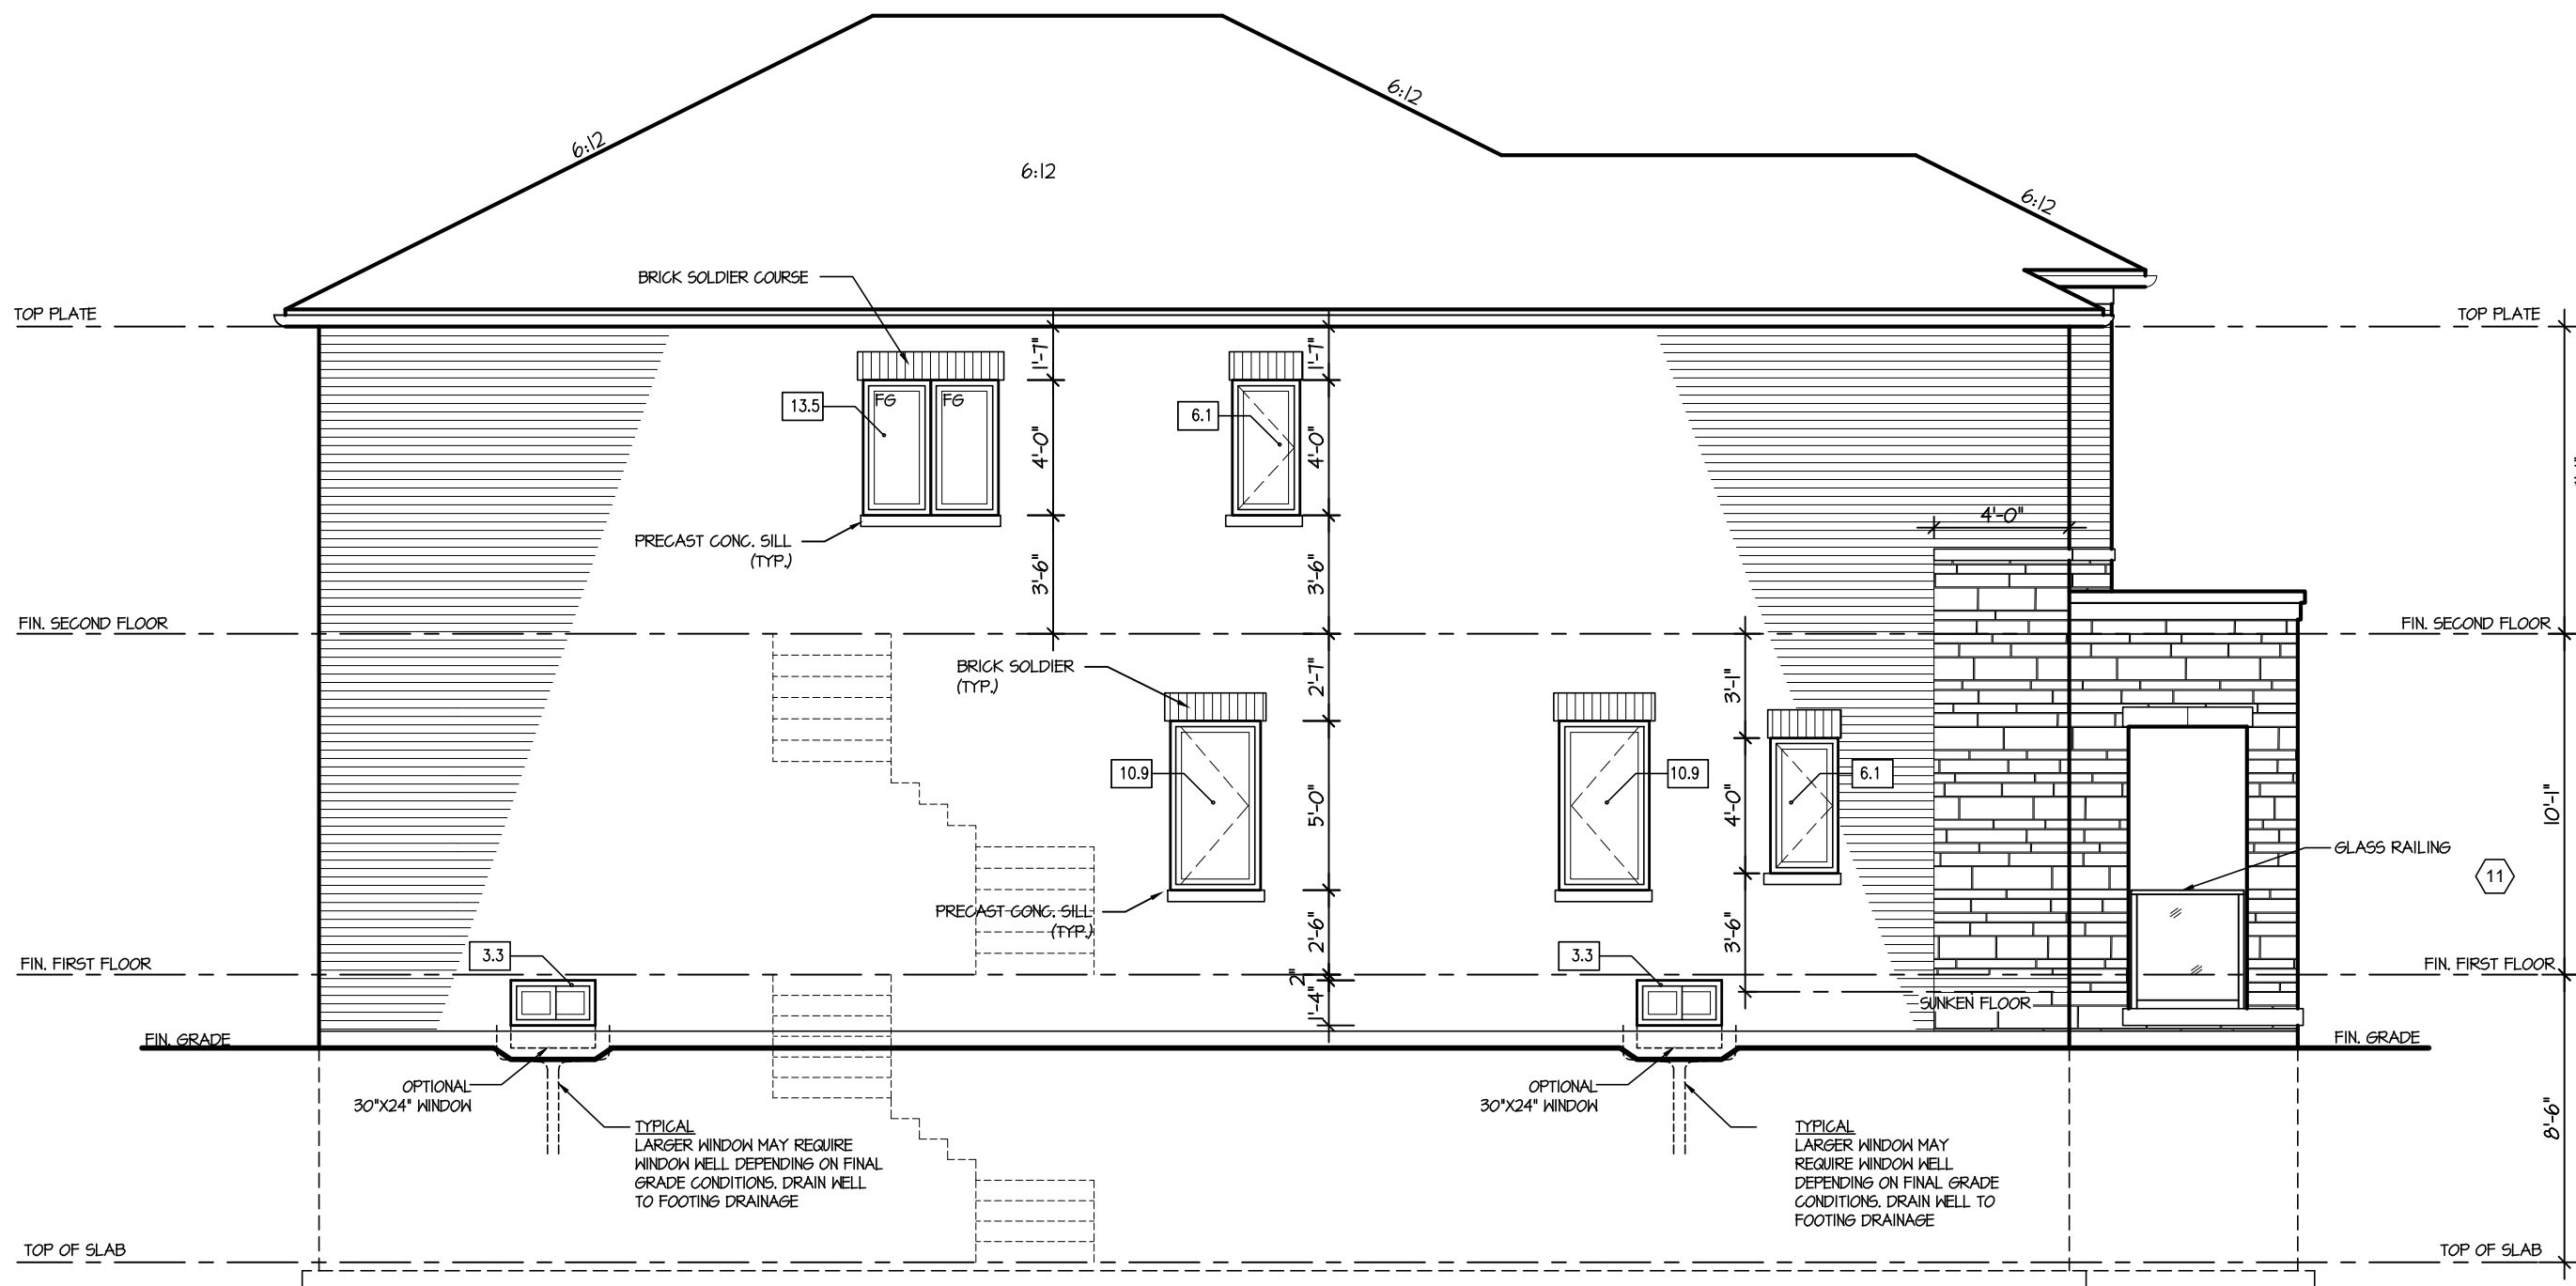 6:12
6:12
6:12
6:12
BRICK SOLDIER COURSE
TOP PLATE
TOP PLATE
1'-7"
1'-7"
13.5
FG
FG
6.1
4'-0"
4'-0"
PRECAST CONC. SILL
(TYP.)
3'-6"
3'-6"
4'-0"
FIN. SECOND FLOOR
FIN. SECOND FLOOR
BRICK SOLDIER
(TYP.)
2'-7"
3'-1"
10.9
10.9
6.1
5'-0"
4'-0"
10'-1"
GLASS RAILING
11
PRECAST CONC. SILL
(TYP.)
2'-6"
3'-6"
3.3
3.3
FIN. FIRST FLOOR
FIN. FIRST FLOOR
2"
1'-4"
SUNKEN FLOOR
FIN. GRADE
FIN. GRADE
OPTIONAL
30"X24" WINDOW
OPTIONAL
30"X24" WINDOW
8'-6"
TYPICAL
LARGER WINDOW MAY REQUIRE
WINDOW WELL DEPENDING ON FINAL
GRADE CONDITIONS. DRAIN WELL
TO FOOTING DRAINAGE
TYPICAL
LARGER WINDOW MAY
REQUIRE WINDOW WELL
DEPENDING ON FINAL GRADE
CONDITIONS. DRAIN WELL TO
FOOTING DRAINAGE
TOP OF SLAB
TOP OF SLAB